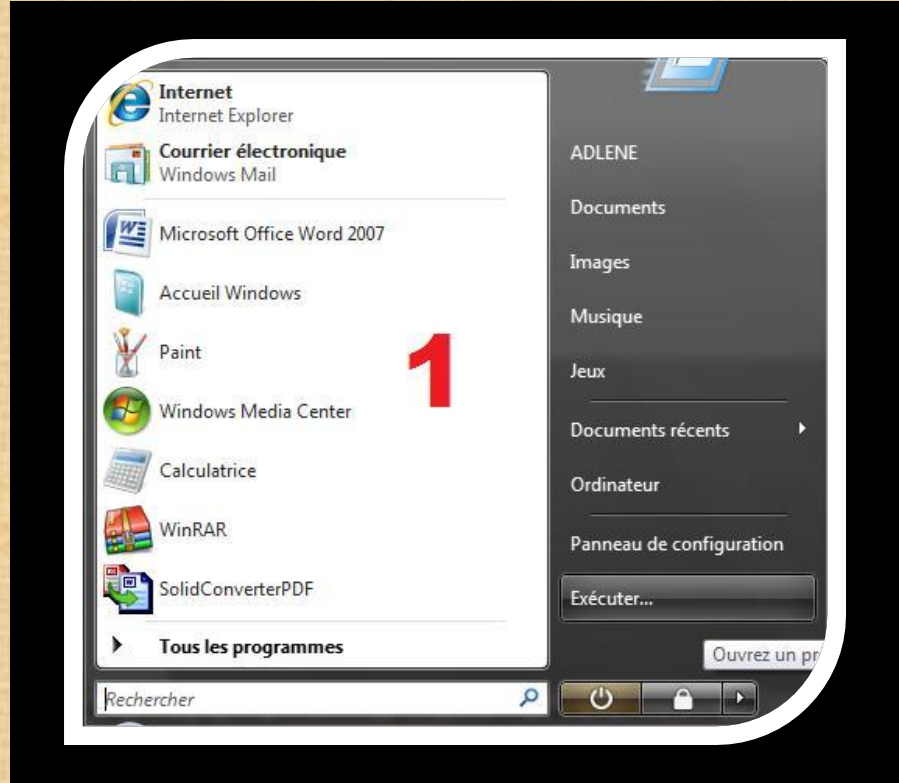 Internet
Internet Explorer
Courrier électronique
Windows Mail
Microsoft Office Word 2007
Accueil Windows
Paint
Windows Media Center
Calculatrice
WinRAR
SolidConverterPDF
Tous les programmes
Rechercher
1
ADLENE
Documents
Images
Musique
Jeux
Documents récents
Ordinateur
Panneau de configuration
Exécuter...
Ouvrez un pr